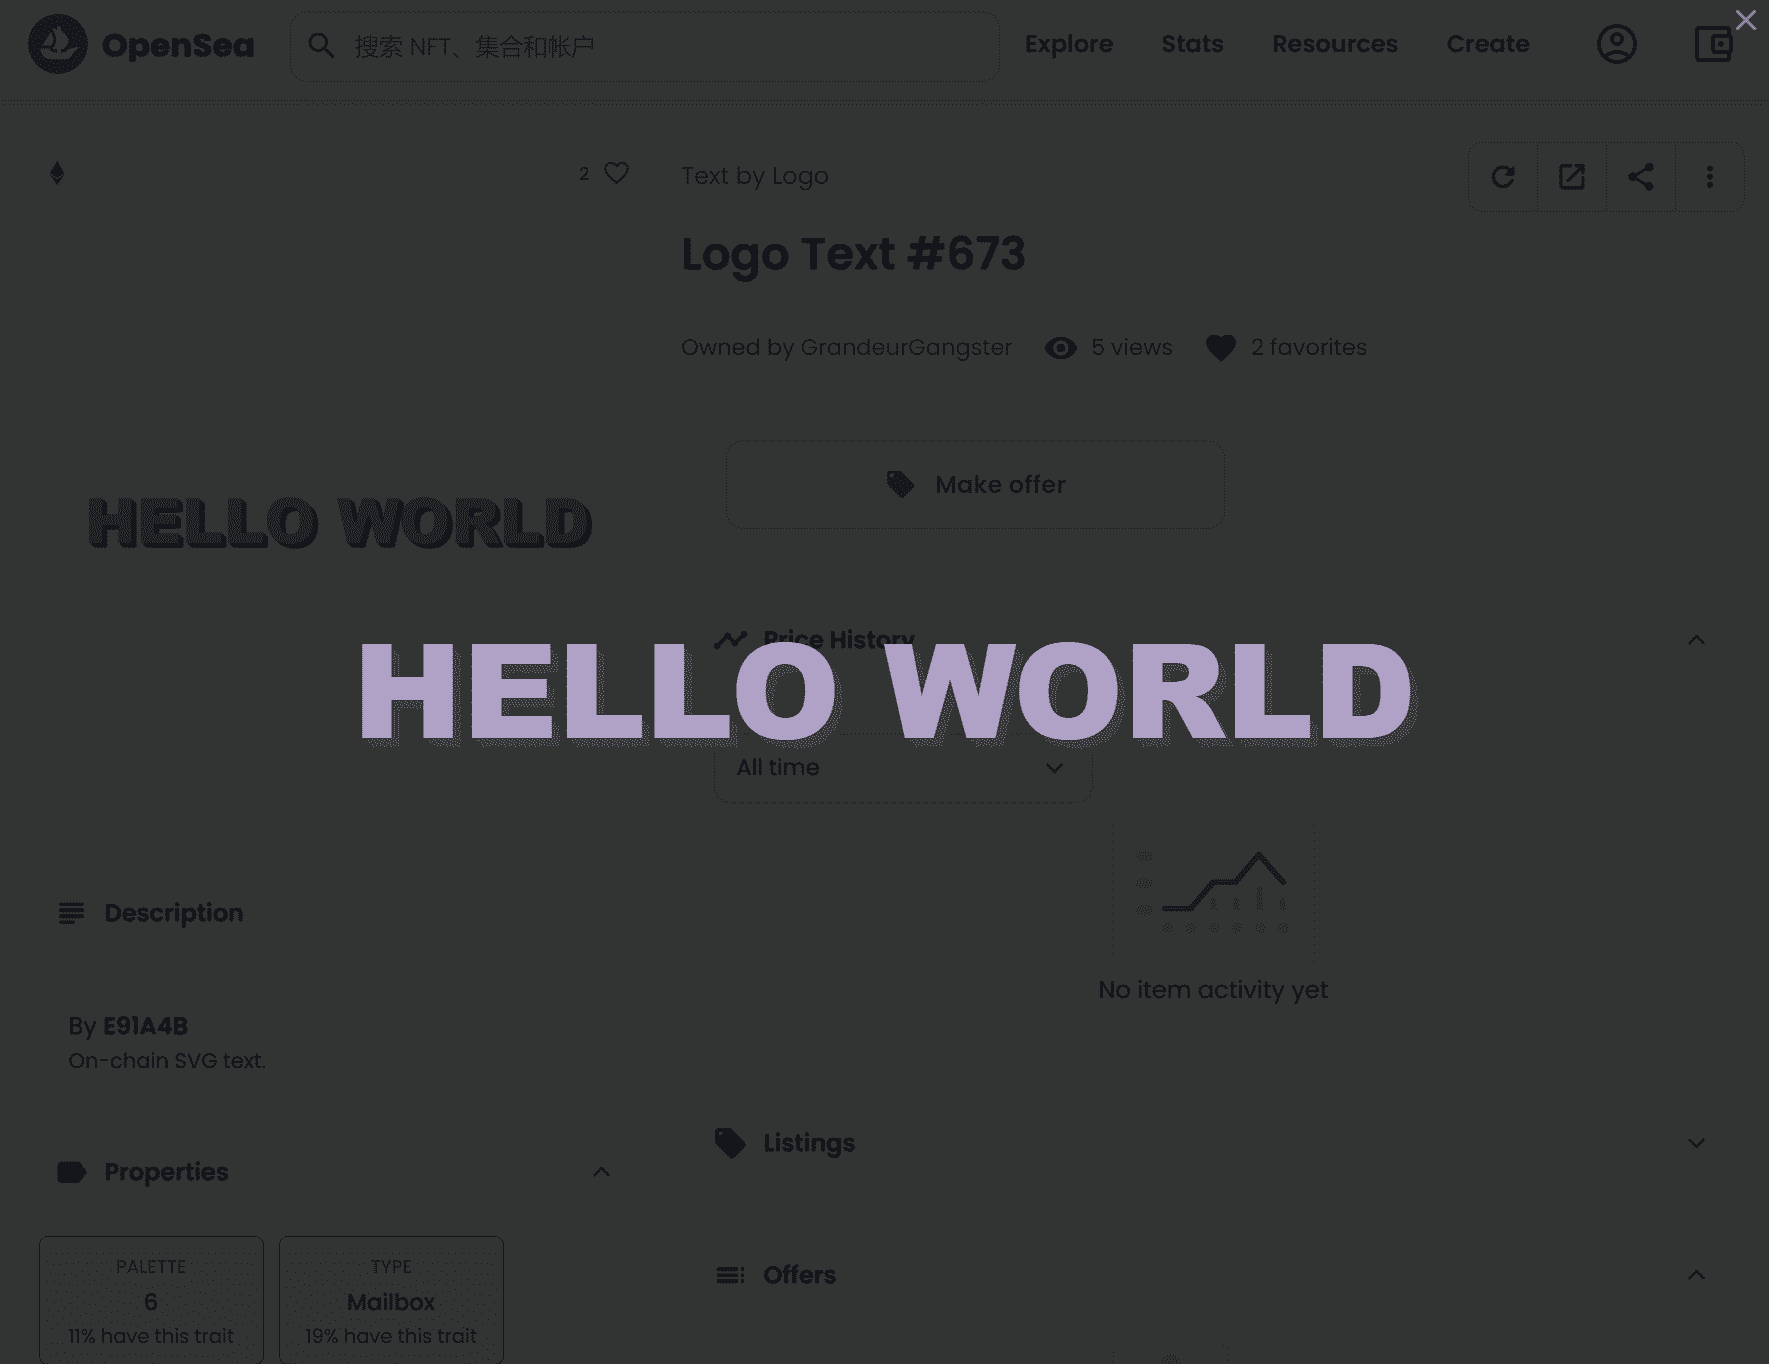 OpenSea
搜索 NFT、集合和帐户
Explore
Stats
Resources
Create
2
Text by Logo
Logo Text #673
Owned by GrandeurGangster
5 views
2 favorites
Make offer
HELLO WORLD
Price History
HELLO WORLD
All time
No item activity yet
Description
By E91A4B
On-chain SVG text.
Listings
Properties
Offers
PALETTE
6
11% have this trait
TYPE
Mailbox
19% have this trait